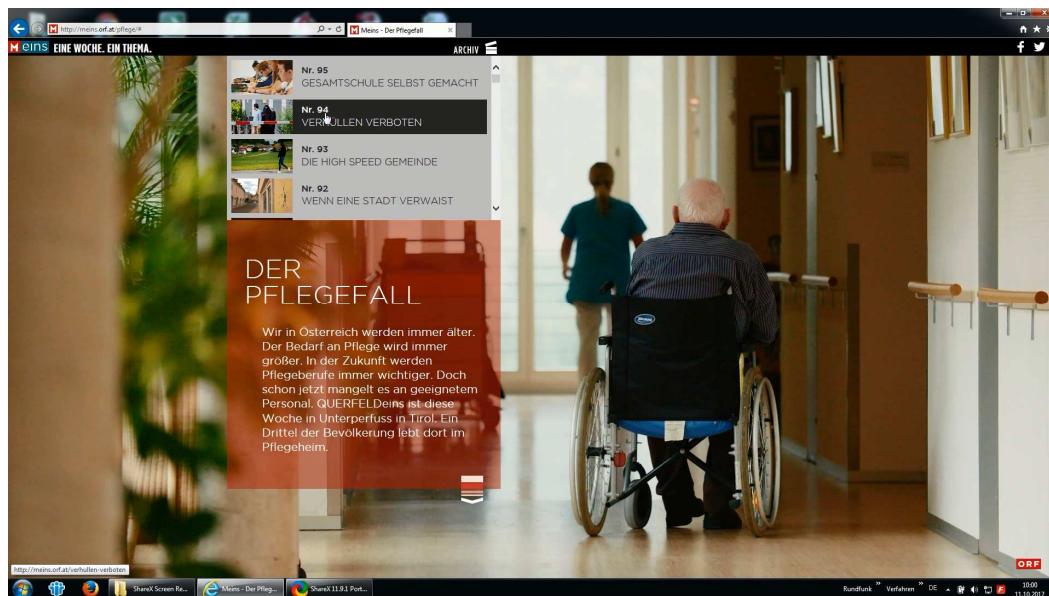 http://meins.orf.at/pflege/#
Meins - Der Pflegefall
M eins EINE WOCHE. EIN THEMA.
ARCHIV
Nr. 95
GESAMTSCHULE SELBST GEMACHT
Nr. 94
VERHÜLLEN VERBOTEN
Nr. 93
DIE HIGH SPEED GEMEINDE
Nr. 92
WENN EINE STADT VERWAIST
DER
PFLEGEFALL
Wir in Österreich werden immer älter.
Der Bedarf an Pflege wird immer
größer. In der Zukunft werden
Pflegeberufe immer wichtiger. Doch
schon jetzt mangelt es an geeignetem
Personal. QUERFELDeins ist diese
Woche in Unterperfuss in Tirol. Ein
Drittel der Bevölkerung lebt dort im
Pflegeheim.
ORF
http://meins.orf.at/verhullen-verboten
ShareX Screen Re...
Meins - Der Pfleg...
ShareX 11.9.1 Port...
Rundfunk
Verfahren
DE
10:00
11.10.2017